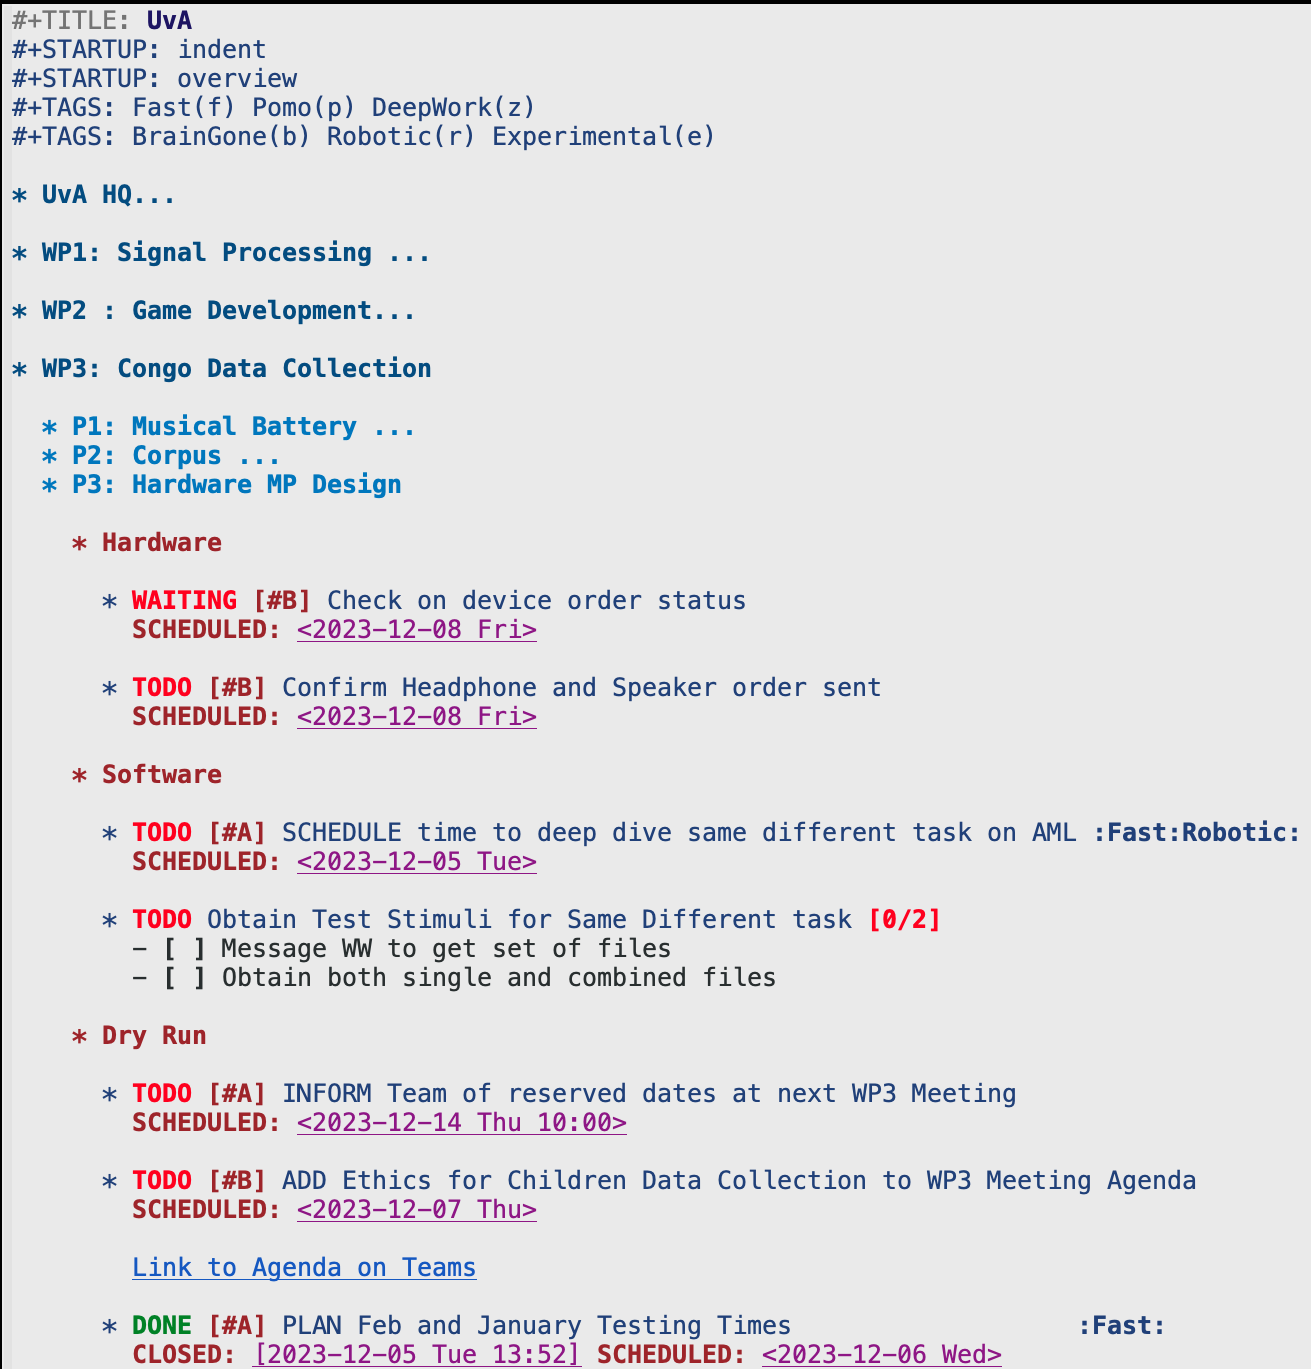 #+TITLE: UvA
#+STARTUP: indent
#+STARTUP: overview
#+TAGS: Fast(f) Pomo(p) DeepWork(z)
#+TAGS: BrainGone(b) Robotic(r) Experimental(e)
* UvA HQ...
* WP1: Signal Processing ...
* WP2 : Game Development...
* WP3: Congo Data Collection
* P1: Musical Battery ...
* P2: Corpus ...
* P3: Hardware MP Design
* Hardware
* WAITING [#B] Check on device order status
SCHEDULED: <2023-12-08 Fri>
* TODO [#B] Confirm Headphone and Speaker order sent
SCHEDULED: <2023-12-08 Fri>
* Software
* TODO [#A] SCHEDULE time to deep dive same different task on AML :Fast:Robotic:
SCHEDULED: <2023-12-05 Tue>
* TODO Obtain Test Stimuli for Same Different task [0/2]
- [ ] Message WW to get set of files
- [ ] Obtain both single and combined files
* Dry Run
* TODO [#A] INFORM Team of reserved dates at next WP3 Meeting
SCHEDULED: <2023-12-14 Thu 10:00>
* TODO [#B] ADD Ethics for Children Data Collection to WP3 Meeting Agenda
SCHEDULED: <2023-12-07 Thu>
Link to Agenda on Teams
* DONE [#A] PLAN Feb and January Testing Times :Fast:
CLOSED: [2023-12-05 Tue 13:52] SCHEDULED: <2023-12-06 Wed>